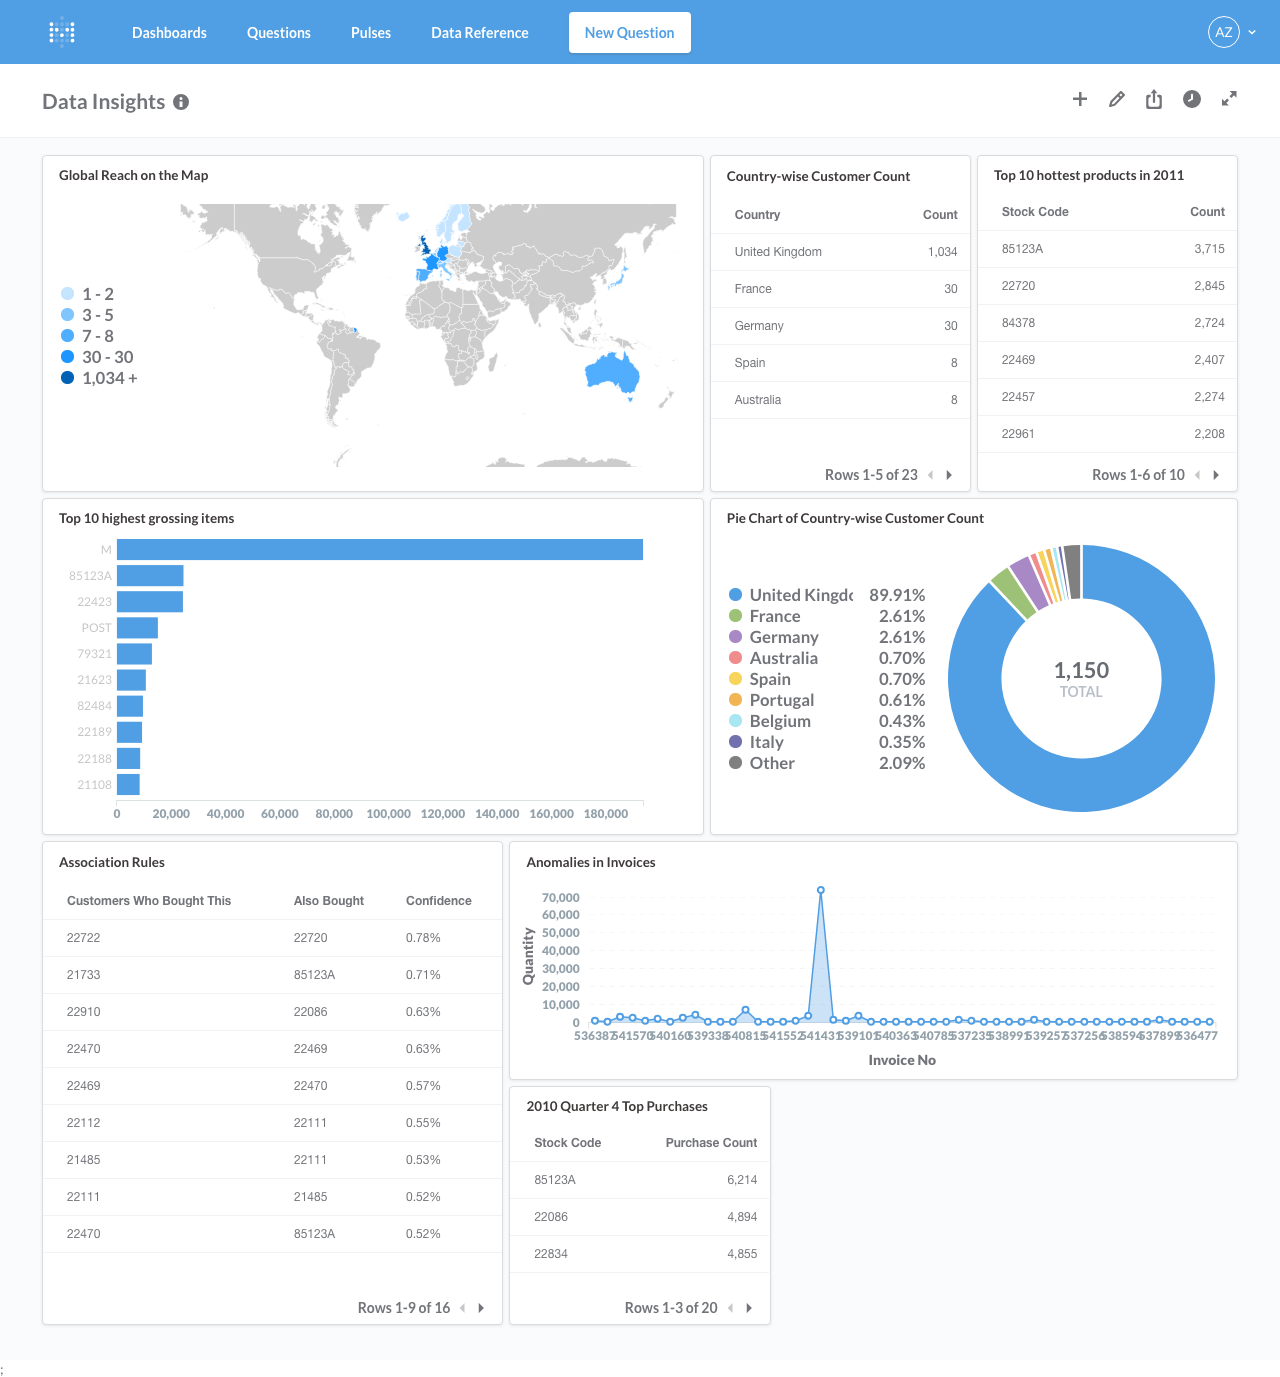 Dashboards Questions Pulses Data Reference New Question AZ
Data Insights
Global Reach on the Map
1 - 2
3 - 5
7 - 8
30 - 30
1,034 +
Country-wise Customer Count
Country Count
United Kingdom 1,034
France 30
Germany 30
Spain 8
Australia 8
Rows 1-5 of 23
Top 10 hottest products in 2011
Stock Code Count
85123A 3,715
22720 2,845
84378 2,724
22469 2,407
22457 2,274
22961 2,208
Rows 1-6 of 10
Top 10 highest grossing items
M
85123A
22423
POST
79321
21623
82484
22189
22188
21108
0 20,000 40,000 60,000 80,000 100,000 120,000 140,000 160,000 180,000
Pie Chart of Country-wise Customer Count
United Kingdo 89.91%
France 2.61%
Germany 2.61%
Australia 0.70%
Spain 0.70%
Portugal 0.61%
Belgium 0.43%
Italy 0.35%
Other 2.09%
1,150
TOTAL
Association Rules
Customers Who Bought This Also Bought Confidence
22722 22720 0.78%
21733 85123A 0.71%
22910 22086 0.63%
22470 22469 0.63%
22469 22470 0.57%
22112 22111 0.55%
21485 22111 0.53%
22111 21485 0.52%
22470 85123A 0.52%
Rows 1-9 of 16
Anomalies in Invoices
Quantity
70,000
60,000
50,000
40,000
30,000
20,000
10,000
0
536387 541570 540160 539338 540815 541552 541431 539101 540363 540785 537235 538991 539257 537256 538594 537899 536477
Invoice No
2010 Quarter 4 Top Purchases
Stock Code Purchase Count
85123A 6,214
22086 4,894
22834 4,855
Rows 1-3 of 20
;